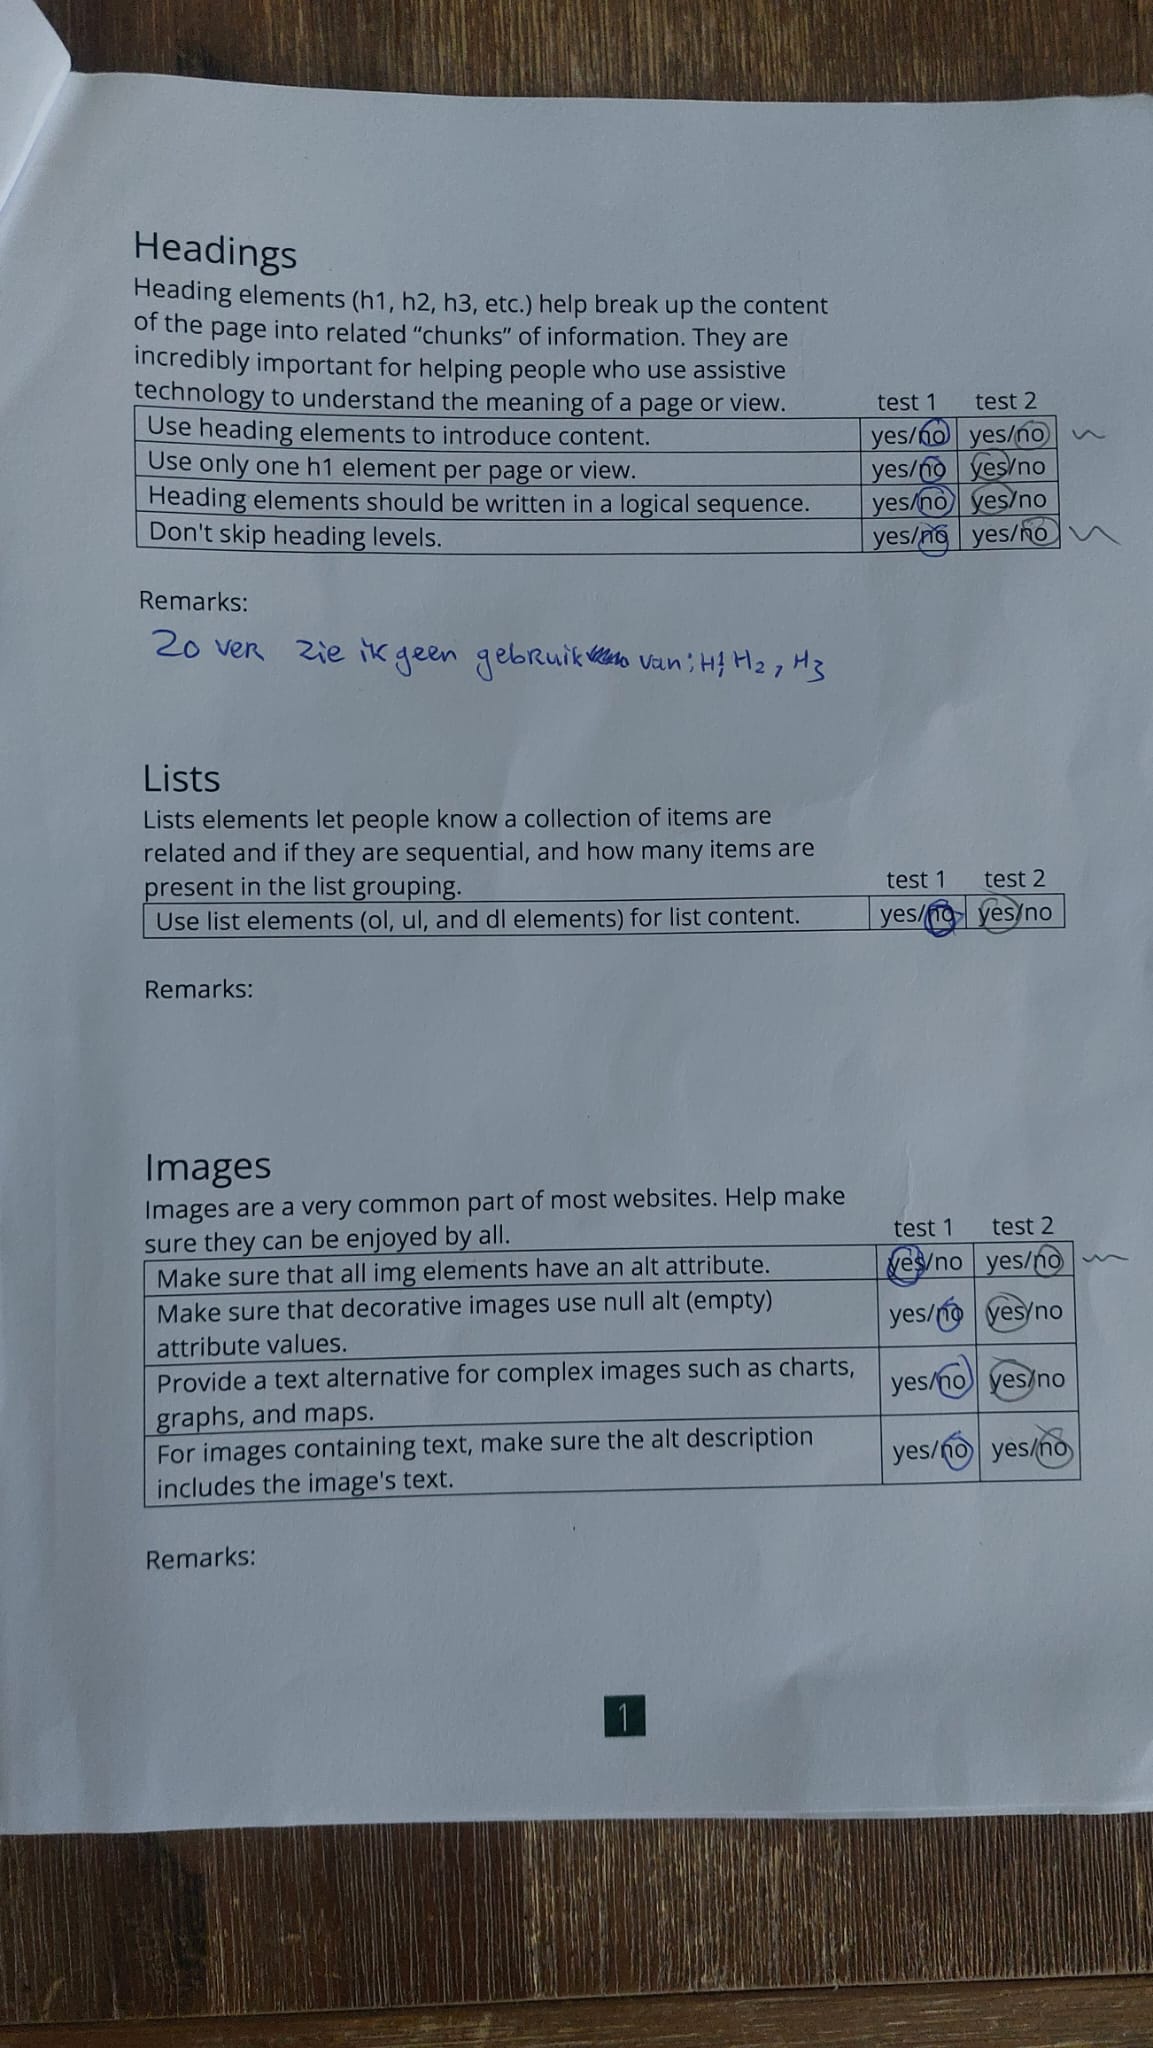 Headings
Heading elements (h1, h2, h3, etc.) help break up the content
of the page into related “chunks” of information. They are
incredibly important for helping people who use assistive
technology to understand the meaning of a page or view. test 1 test 2
Use heading elements to introduce content. yes/no yes/no
Use only one h1 element per page or view. yes/no yes/no
Heading elements should be written in a logical sequence. yes/no yes/no
Don't skip heading levels. yes/no yes/no
Remarks:
Zo ver zie ik geen gebruik van: H1, H2, H3
Lists
Lists elements let people know a collection of items are
related and if they are sequential, and how many items are
present in the list grouping. test 1 test 2
Use list elements (ol, ul, and dl elements) for list content. yes/no yes/no
Remarks:
Images
Images are a very common part of most websites. Help make
sure they can be enjoyed by all. test 1 test 2
Make sure that all img elements have an alt attribute. yes/no yes/no
Make sure that decorative images use null alt (empty)
attribute values. yes/no yes/no
Provide a text alternative for complex images such as charts,
graphs, and maps. yes/no yes/no
For images containing text, make sure the alt description
includes the image's text. yes/no yes/no
Remarks:
1